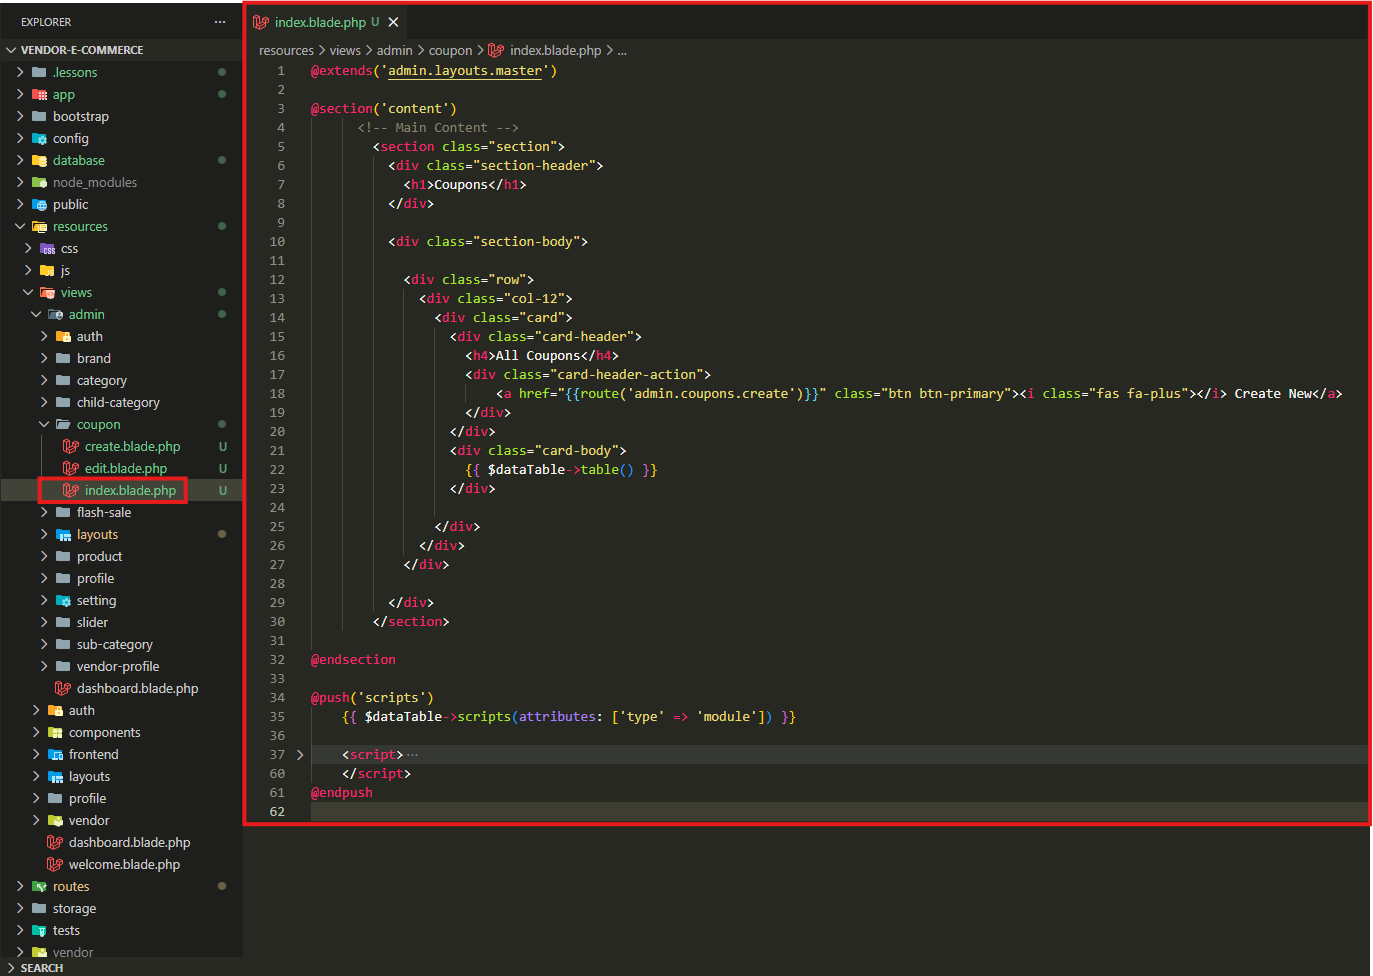 EXPLORER
VENDOR-E-COMMERCE
.lessons
app
bootstrap
config
database
node_modules
public
resources
css
js
views
admin
auth
brand
category
child-category
coupon
create.blade.php U
edit.blade.php U
index.blade.php U
flash-sale
layouts
product
profile
setting
slider
sub-category
vendor-profile
dashboard.blade.php
auth
components
frontend
layouts
profile
vendor
dashboard.blade.php
welcome.blade.php
routes
storage
tests
vendor
SEARCH
index.blade.php U
resources > views > admin > coupon > index.blade.php > ...
1 @extends('admin.layouts.master')
2
3 @section('content')
4 <!-- Main Content -->
5 <section class="section">
6 <div class="section-header">
7 <h1>Coupons</h1>
8 </div>
9
10 <div class="section-body">
11
12 <div class="row">
13 <div class="col-12">
14 <div class="card">
15 <div class="card-header">
16 <h4>All Coupons</h4>
17 <div class="card-header-action">
18 <a href="{{route('admin.coupons.create')}}" class="btn btn-primary"><i class="fas fa-plus"></i> Create New</a>
19 </div>
20 </div>
21 <div class="card-body">
22 {{ $dataTable->table() }}
23 </div>
24
25 </div>
26 </div>
27 </div>
28
29 </div>
30 </section>
31
32 @endsection
33
34 @push('scripts')
35 {{ $dataTable->scripts(attributes: ['type' => 'module']) }}
36
37 <script>...
60 </script>
61 @endpush
62